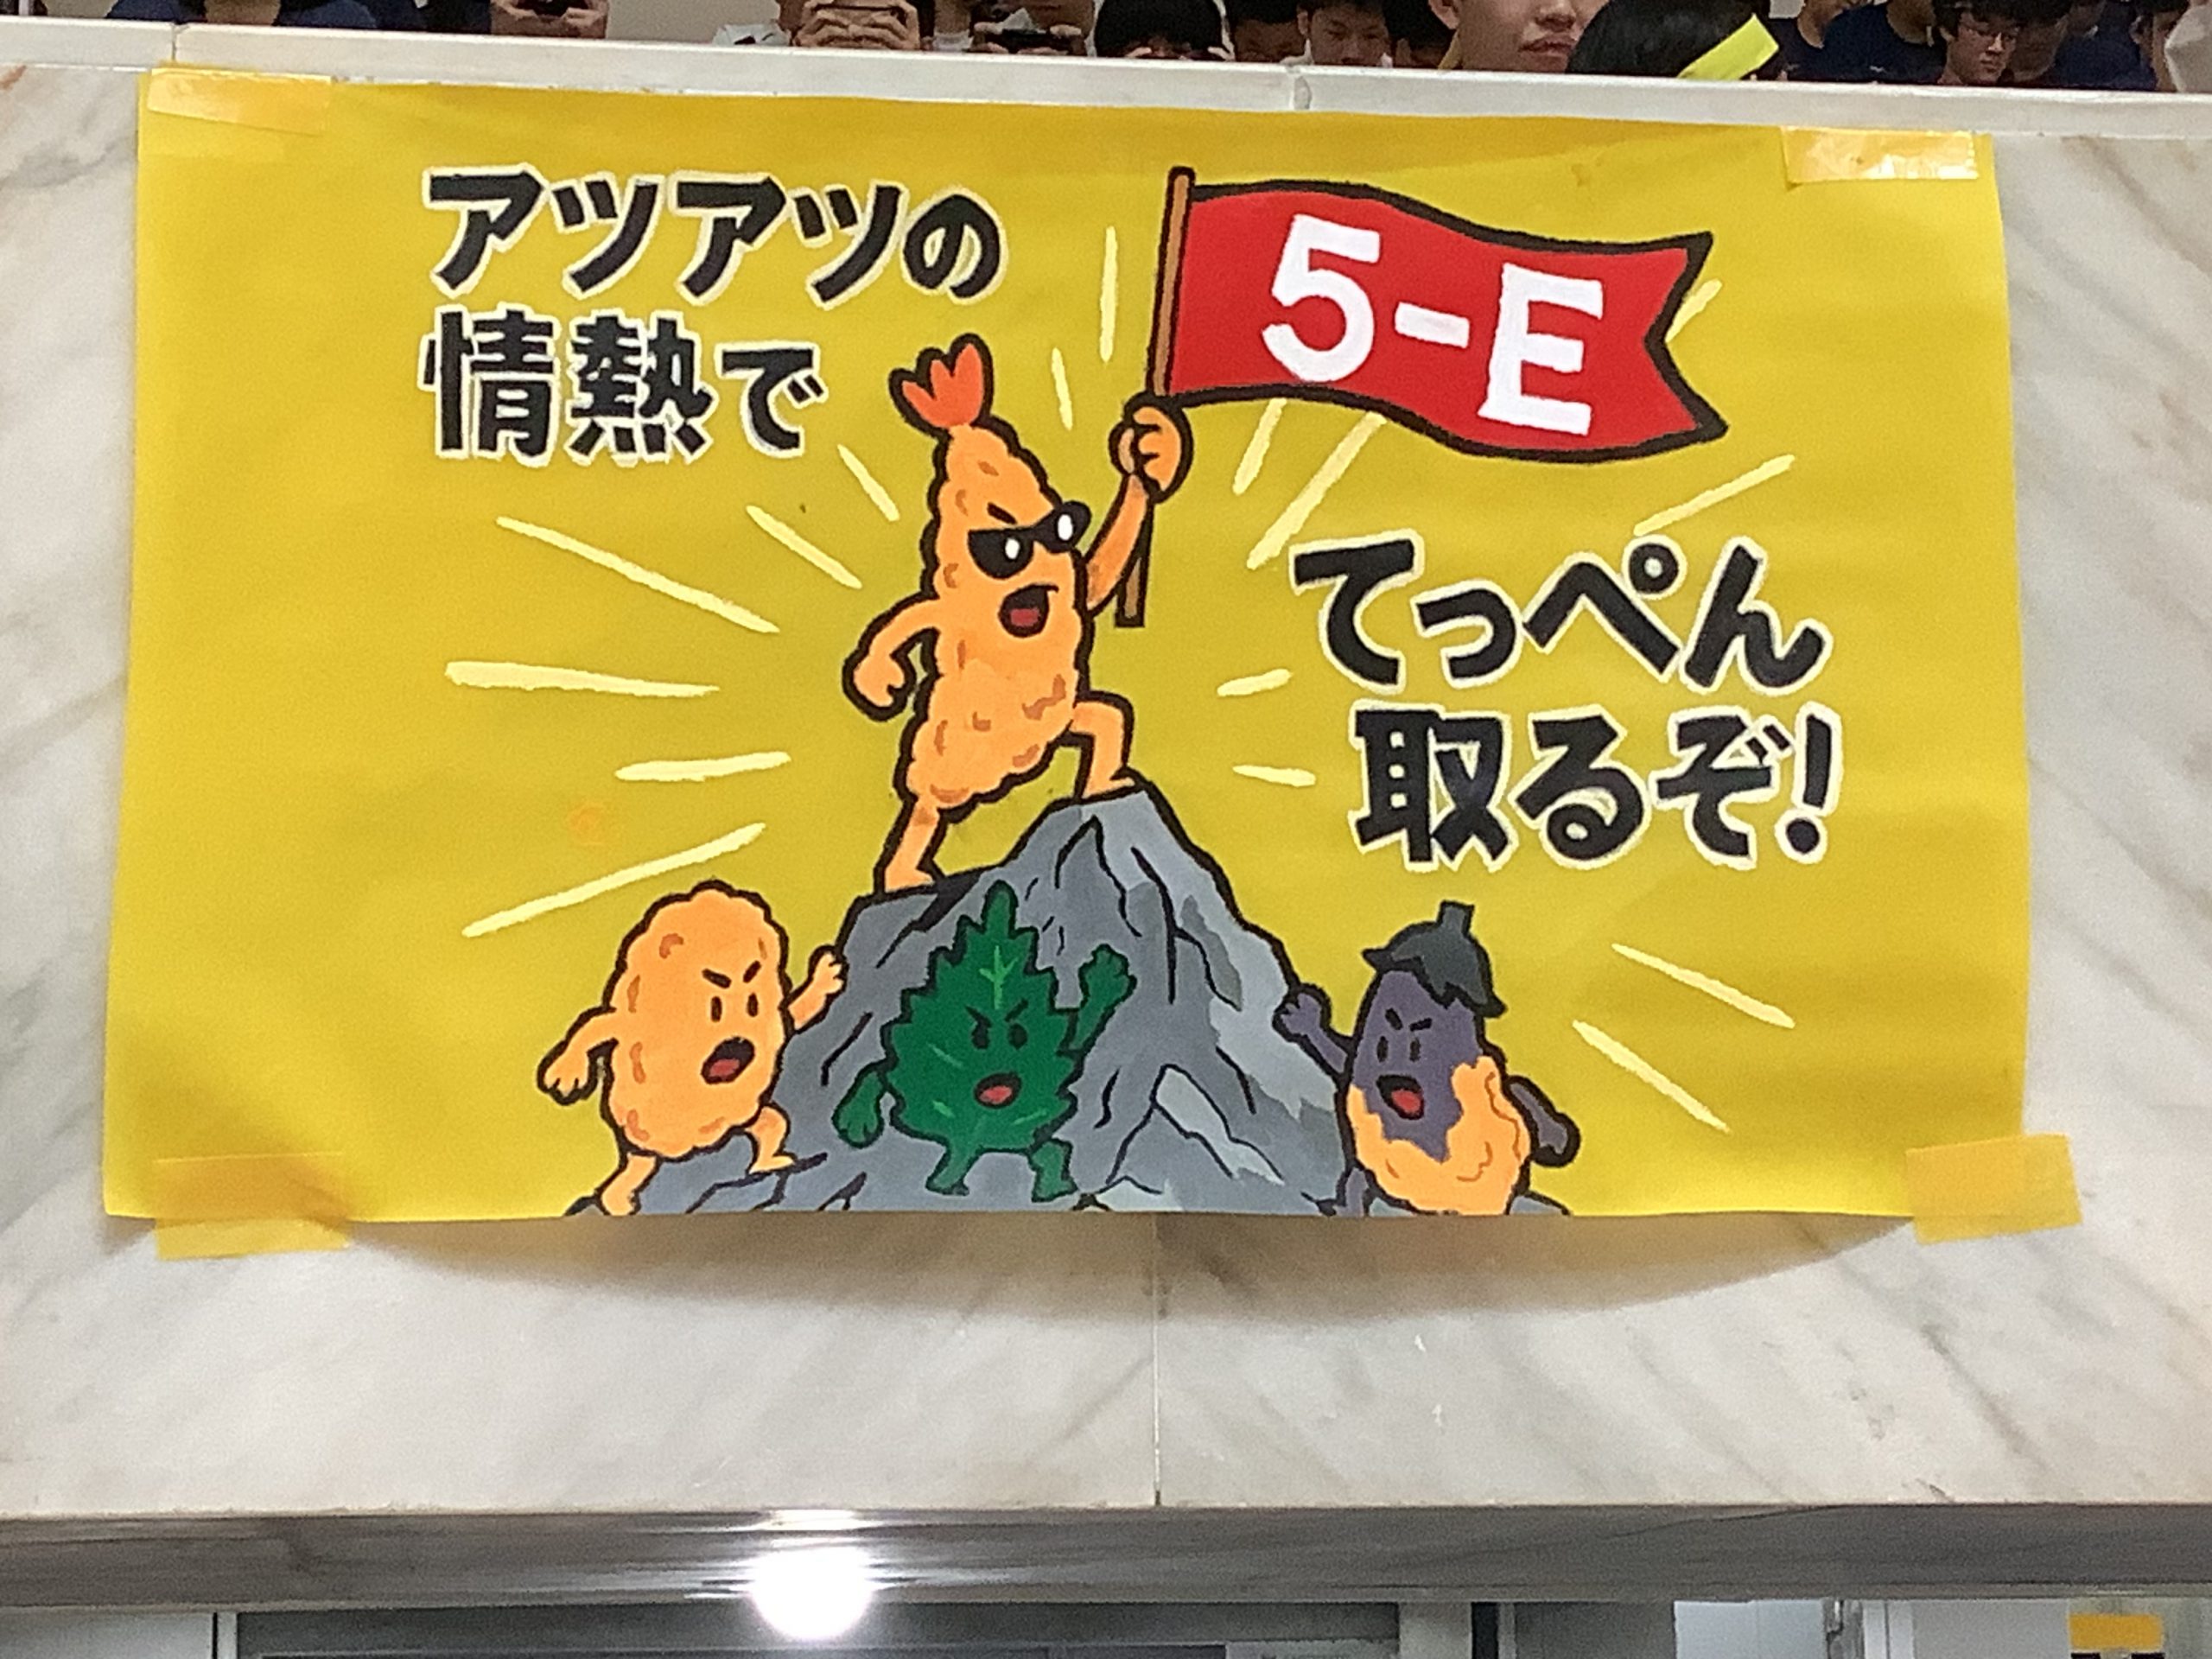 アツアツの
情熱で
5-E
てっぺん
取るぞ!